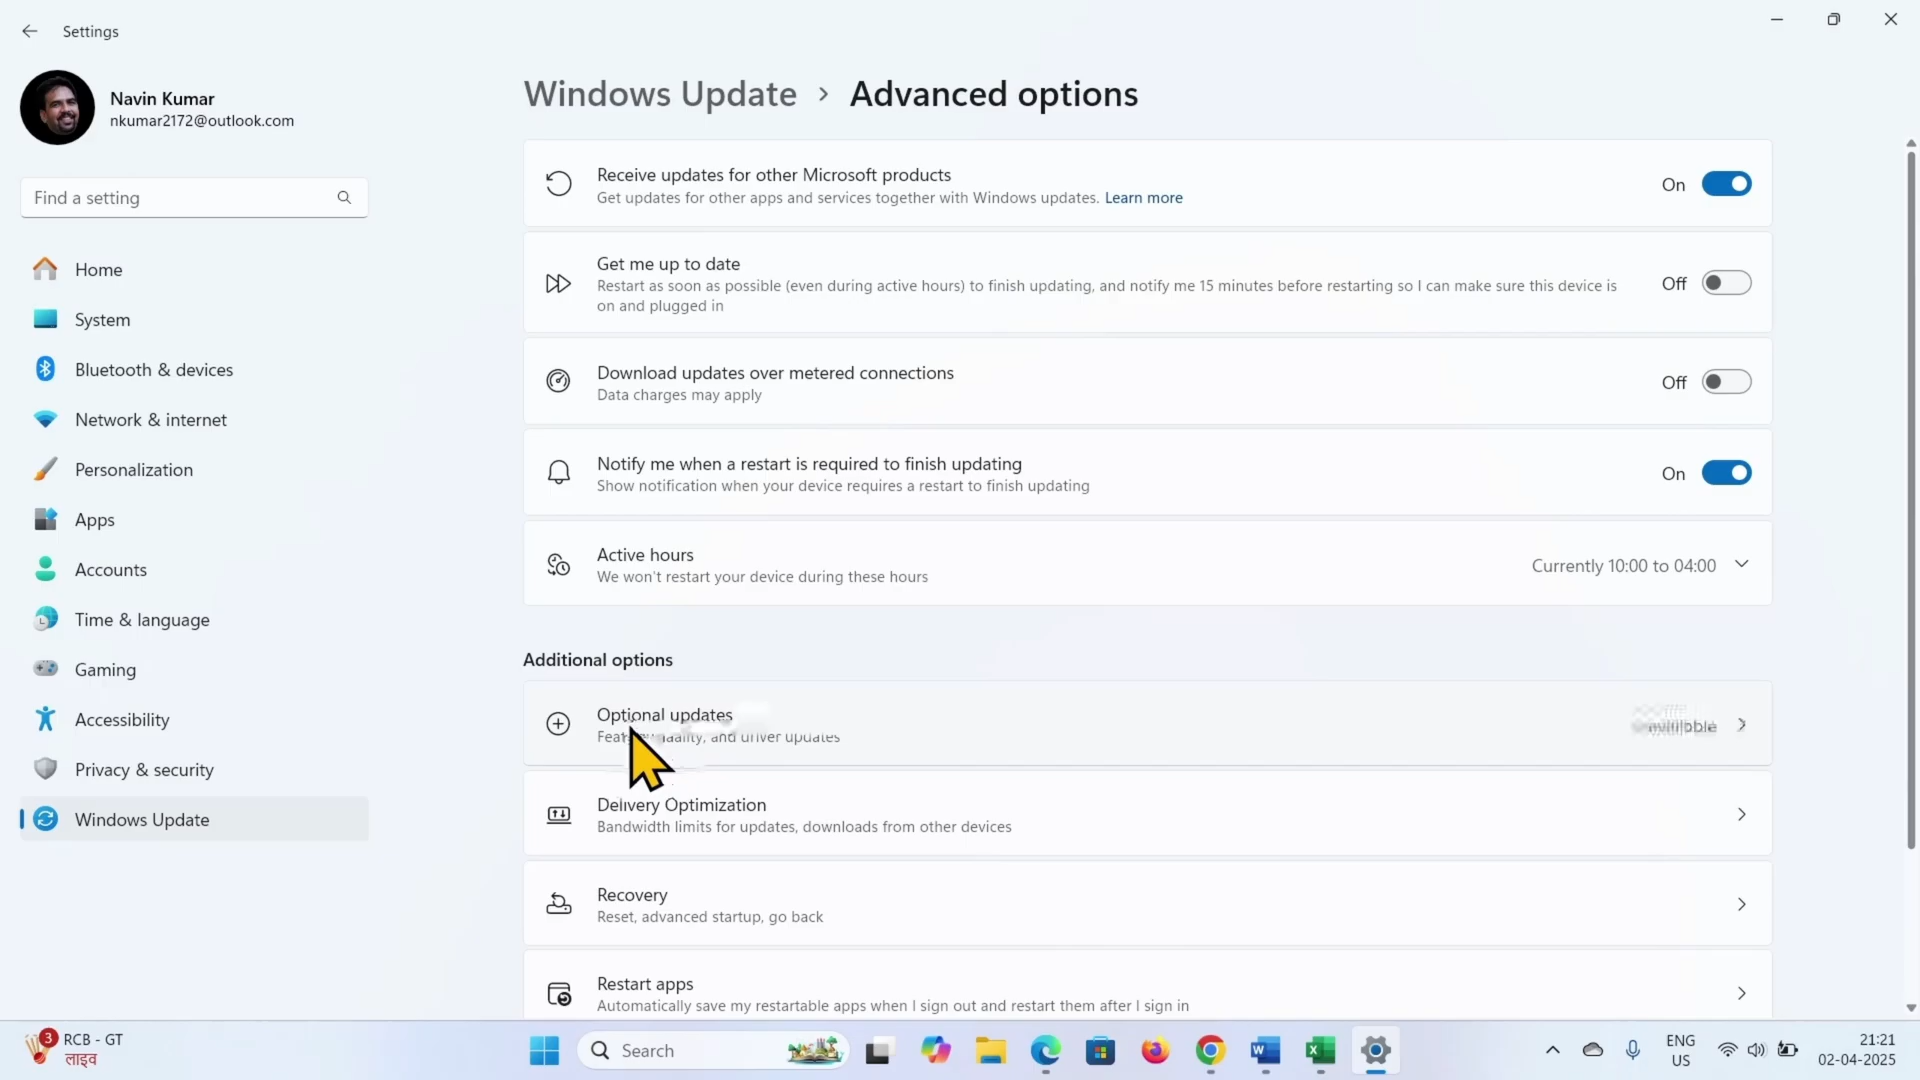 Settings
Navin Kumar
nkumar2172@outlook.com
Find a setting
Home
System
Bluetooth & devices
Network & internet
Personalization
Apps
Accounts
Time & language
Gaming
Accessibility
Privacy & security
Windows Update
Windows Update > Advanced options
Receive updates for other Microsoft products
Get updates for other apps and services together with Windows updates. Learn more
On
Get me up to date
Restart as soon as possible (even during active hours) to finish updating, and notify me 15 minutes before restarting so I can make sure this device is
on and plugged in
Off
Download updates over metered connections
Data charges may apply
Off
Notify me when a restart is required to finish updating
Show notification when your device requires a restart to finish updating
On
Active hours
We won't restart your device during these hours
Currently 10:00 to 04:00
Additional options
Optional updates
and driver updates
Delivery Optimization
Bandwidth limits for updates, downloads from other devices
Recovery
Reset, advanced startup, go back
Restart apps
Automatically save my restartable apps when I sign out and restart them after I sign in
3
RCB - GT
लाइव
Search
ENG
US
21:21
02-04-2025